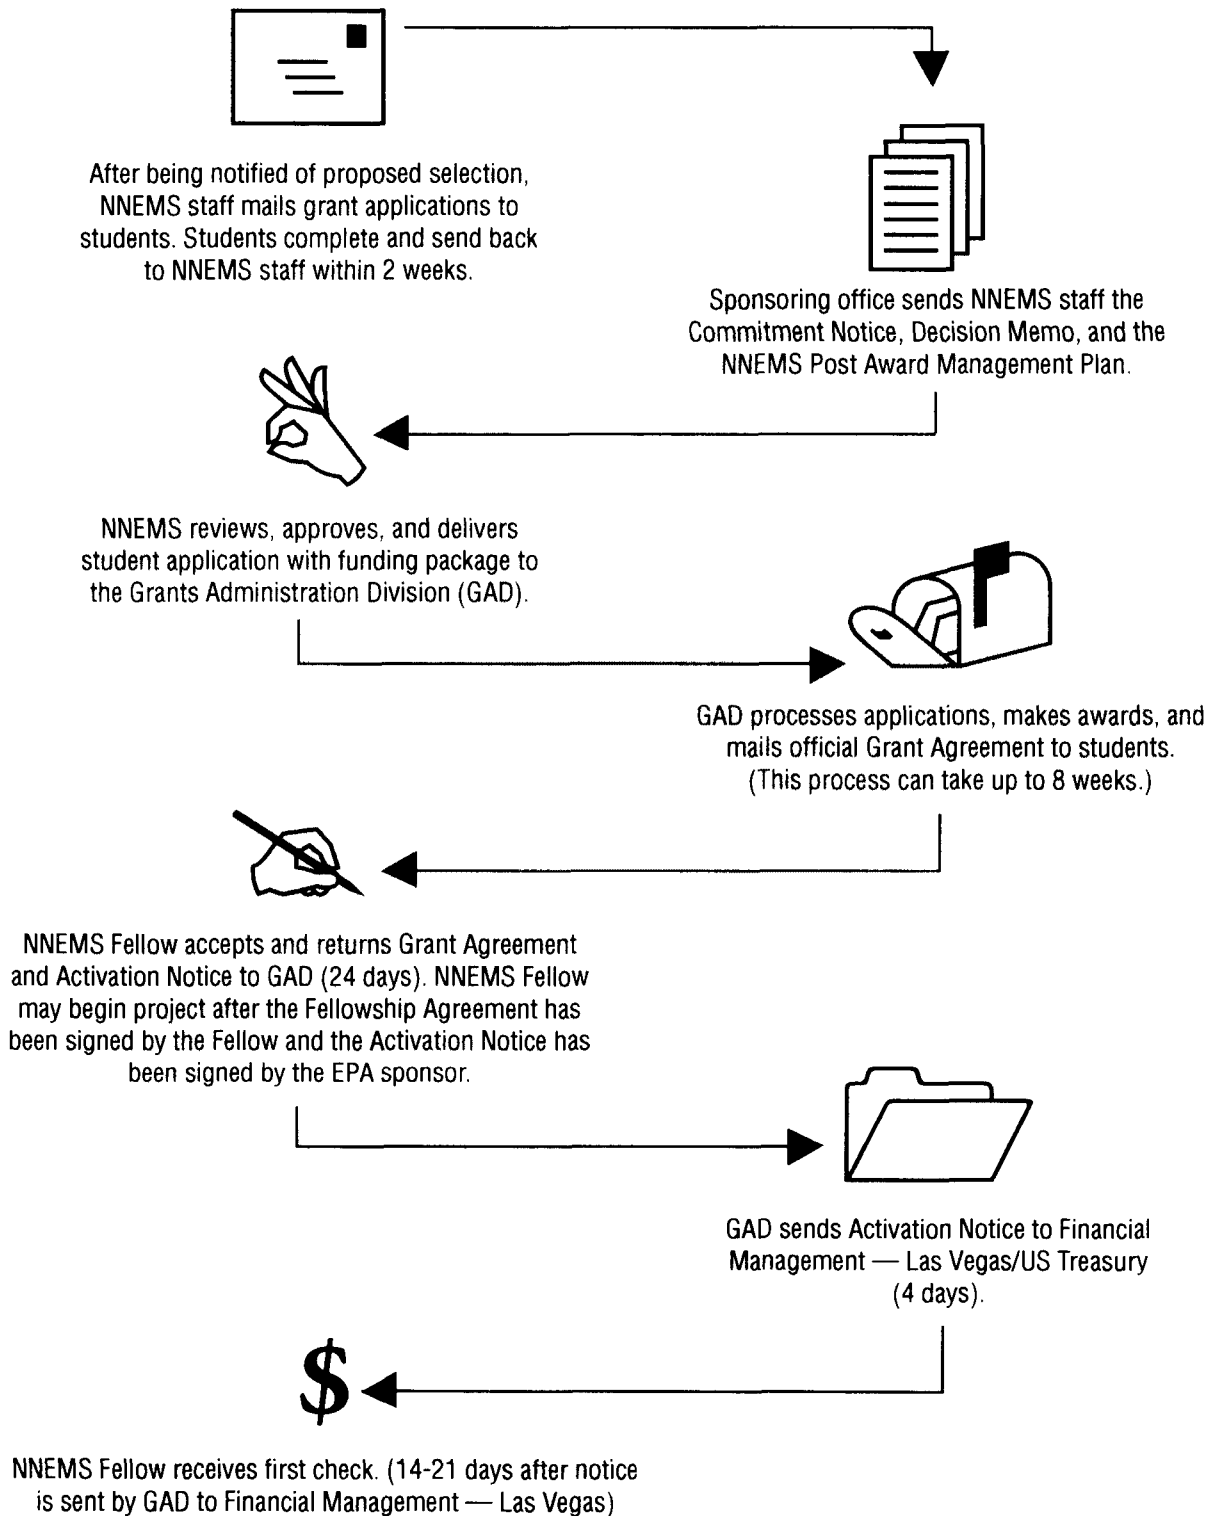 After being notified of proposed selection,
NNEMS staff mails grant applications to
students. Students complete and send back
to NNEMS staff within 2 weeks.
Sponsoring office sends NNEMS staff the
Commitment Notice, Decision Memo, and the
NNEMS Post Award Management Plan.
NNEMS reviews, approves, and delivers
student application with funding package to
the Grants Administration Division (GAD).
GAD processes applications, makes awards, and
mails official Grant Agreement to students.
(This process can take up to 8 weeks.)
NNEMS Fellow accepts and returns Grant Agreement
and Activation Notice to GAD (24 days). NNEMS Fellow
may begin project after the Fellowship Agreement has
been signed by the Fellow and the Activation Notice has
been signed by the EPA sponsor.
GAD sends Activation Notice to Financial
Management — Las Vegas/US Treasury
(4 days).
$
NNEMS Fellow receives first check. (14-21 days after notice
is sent by GAD to Financial Management — Las Vegas)